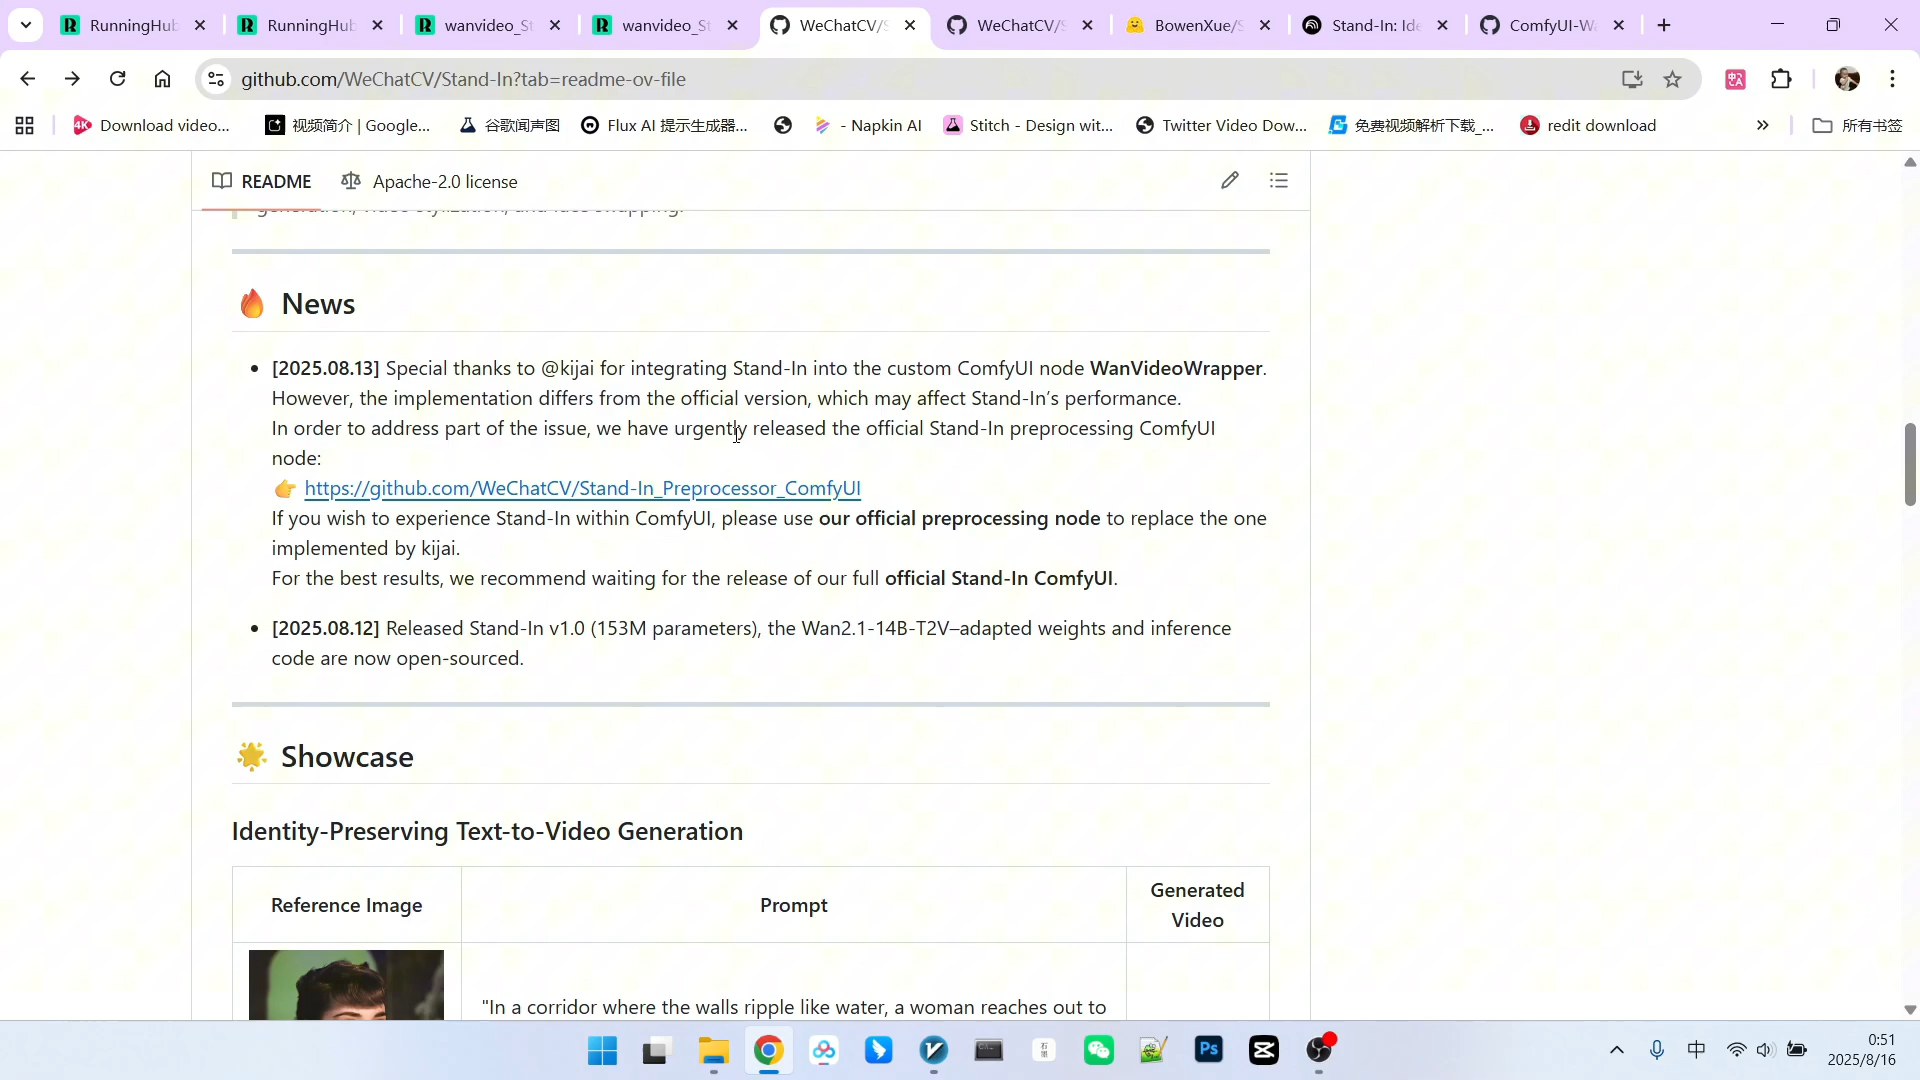 RunningHub
RunningHub
wanvideo_St
wanvideo_St
WeChatCV/S
WeChatCV/S
BowenXue/S
Stand-In: Ide
ComfyUI-Wa
github.com/WeChatCV/Stand-In?tab=readme-ov-file
Download video...
视频简介 | Google...
谷歌闻声图
Flux AI 提示生成器...
- Napkin AI
Stitch - Design wit...
Twitter Video Dow...
免费视频解析下载_...
redit download
所有书签
README
Apache-2.0 license
generation, video stylization, and face swapping.
🔥 News
• [2025.08.13] Special thanks to @kijai for integrating Stand-In into the custom ComfyUI node WanVideoWrapper.
However, the implementation differs from the official version, which may affect Stand-In’s performance.
In order to address part of the issue, we have urgently released the official Stand-In preprocessing ComfyUI
node:
👉 https://github.com/WeChatCV/Stand-In_Preprocessor_ComfyUI
If you wish to experience Stand-In within ComfyUI, please use our official preprocessing node to replace the one
implemented by kijai.
For the best results, we recommend waiting for the release of our full official Stand-In ComfyUI.
• [2025.08.12] Released Stand-In v1.0 (153M parameters), the Wan2.1-14B-T2V–adapted weights and inference
code are now open-sourced.
🌟 Showcase
Identity-Preserving Text-to-Video Generation
Reference Image
Prompt
Generated
Video
"In a corridor where the walls ripple like water, a woman reaches out to
Ps
中
0:51
2025/8/16